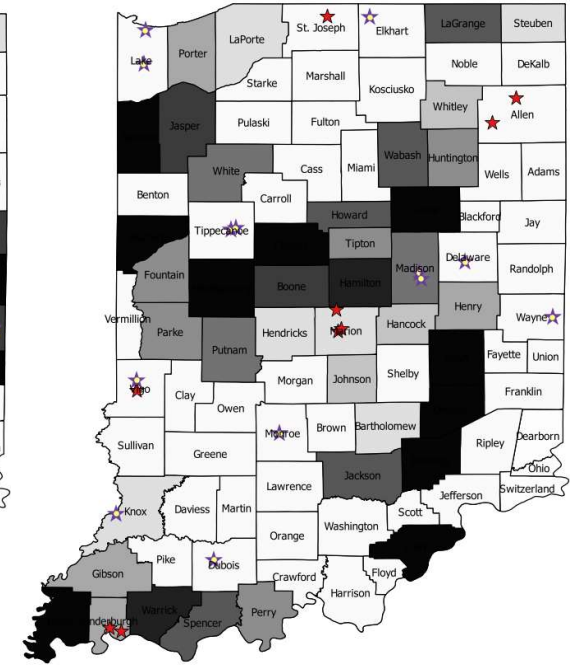 St. Joseph
Elkhart
LaGrange
Steuben
LaPorte
Porter
Lake
Noble
DeKalb
Starke
Marshall
Kosciusko
Whitley
Allen
Jasper
Pulaski
Fulton
Wabash
Huntington
White
Cass
Miami
Wells
Adams
Benton
Carroll
Howard
Blackford
Jay
Tippecanoe
Tipton
Delaware
Madison
Randolph
Fountain
Boone
Hamilton
Henry
Wayne
Vermillion
Parke
Hendricks
Marion
Hancock
Putnam
Fayette
Union
Morgan
Johnson
Shelby
Franklin
Clay
Owen
Monroe
Brown
Bartholomew
Sullivan
Greene
Ripley
Dearborn
Jackson
Ohio
Lawrence
Jefferson
Switzerland
Knox
Daviess
Martin
Scott
Washington
Orange
Pike
Dubois
Gibson
Crawford
Floyd
Harrison
Warrick
Spencer
Perry